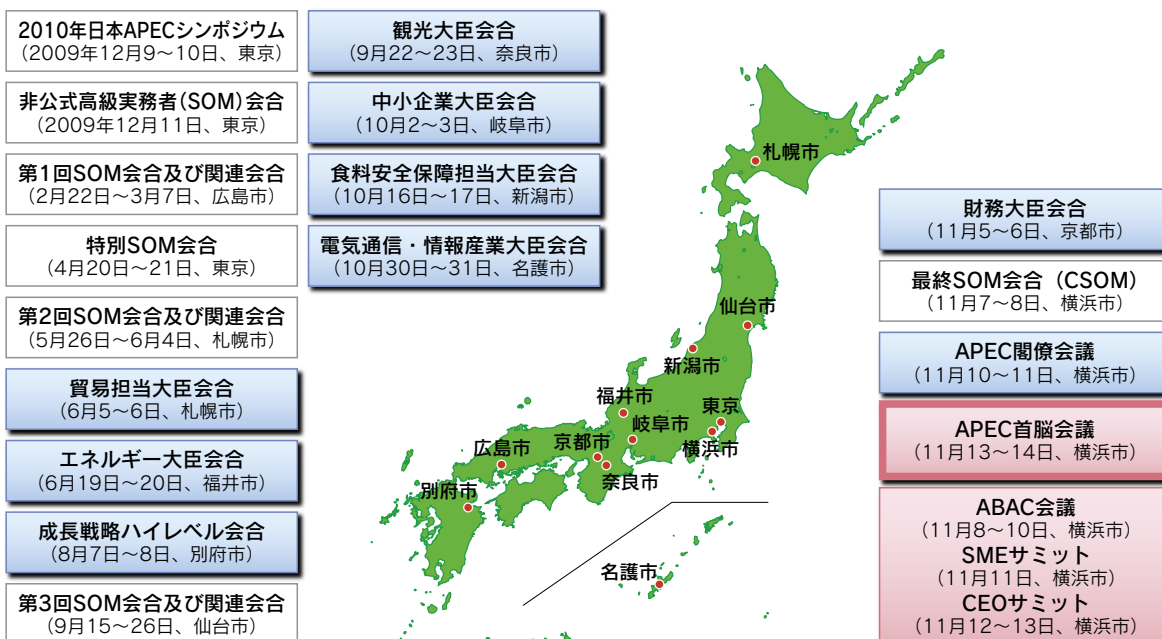 2010年日本APECシンポジウム
(2009年12月9～10日、東京)
非公式高級実務者(SOM)会合
(2009年12月11日、東京)
第1回SOM会合及び関連会合
(2月22日～3月7日、広島市)
特別SOM会合
(4月20日～21日、東京)
第2回SOM会合及び関連会合
(5月26日～6月4日、札幌市)
貿易担当大臣会合
(6月5～6日、札幌市)
エネルギー大臣会合
(6月19日～20日、福井市)
成長戦略ハイレベル会合
(8月7日～8日、別府市)
第3回SOM会合及び関連会合
(9月15～26日、仙台市)
観光大臣会合
(9月22～23日、奈良市)
中小企業大臣会合
(10月2～3日、岐阜市)
食料安全保障担当大臣会合
(10月16日～17日、新潟市)
電気通信・情報産業大臣会合
(10月30日～31日、名護市)
札幌市
仙台市
新潟市
福井市
東京
岐阜市
横浜市
京都市
広島市
奈良市
別府市
名護市
財務大臣会合
(11月5～6日、京都市)
最終SOM会合（CSOM）
(11月7～8日、横浜市)
APEC閣僚会議
(11月10～11日、横浜市)
APEC首脳会議
(11月13～14日、横浜市)
ABAC会議
(11月8～10日、横浜市)
SMEサミット
(11月11日、横浜市)
CEOサミット
(11月12～13日、横浜市)